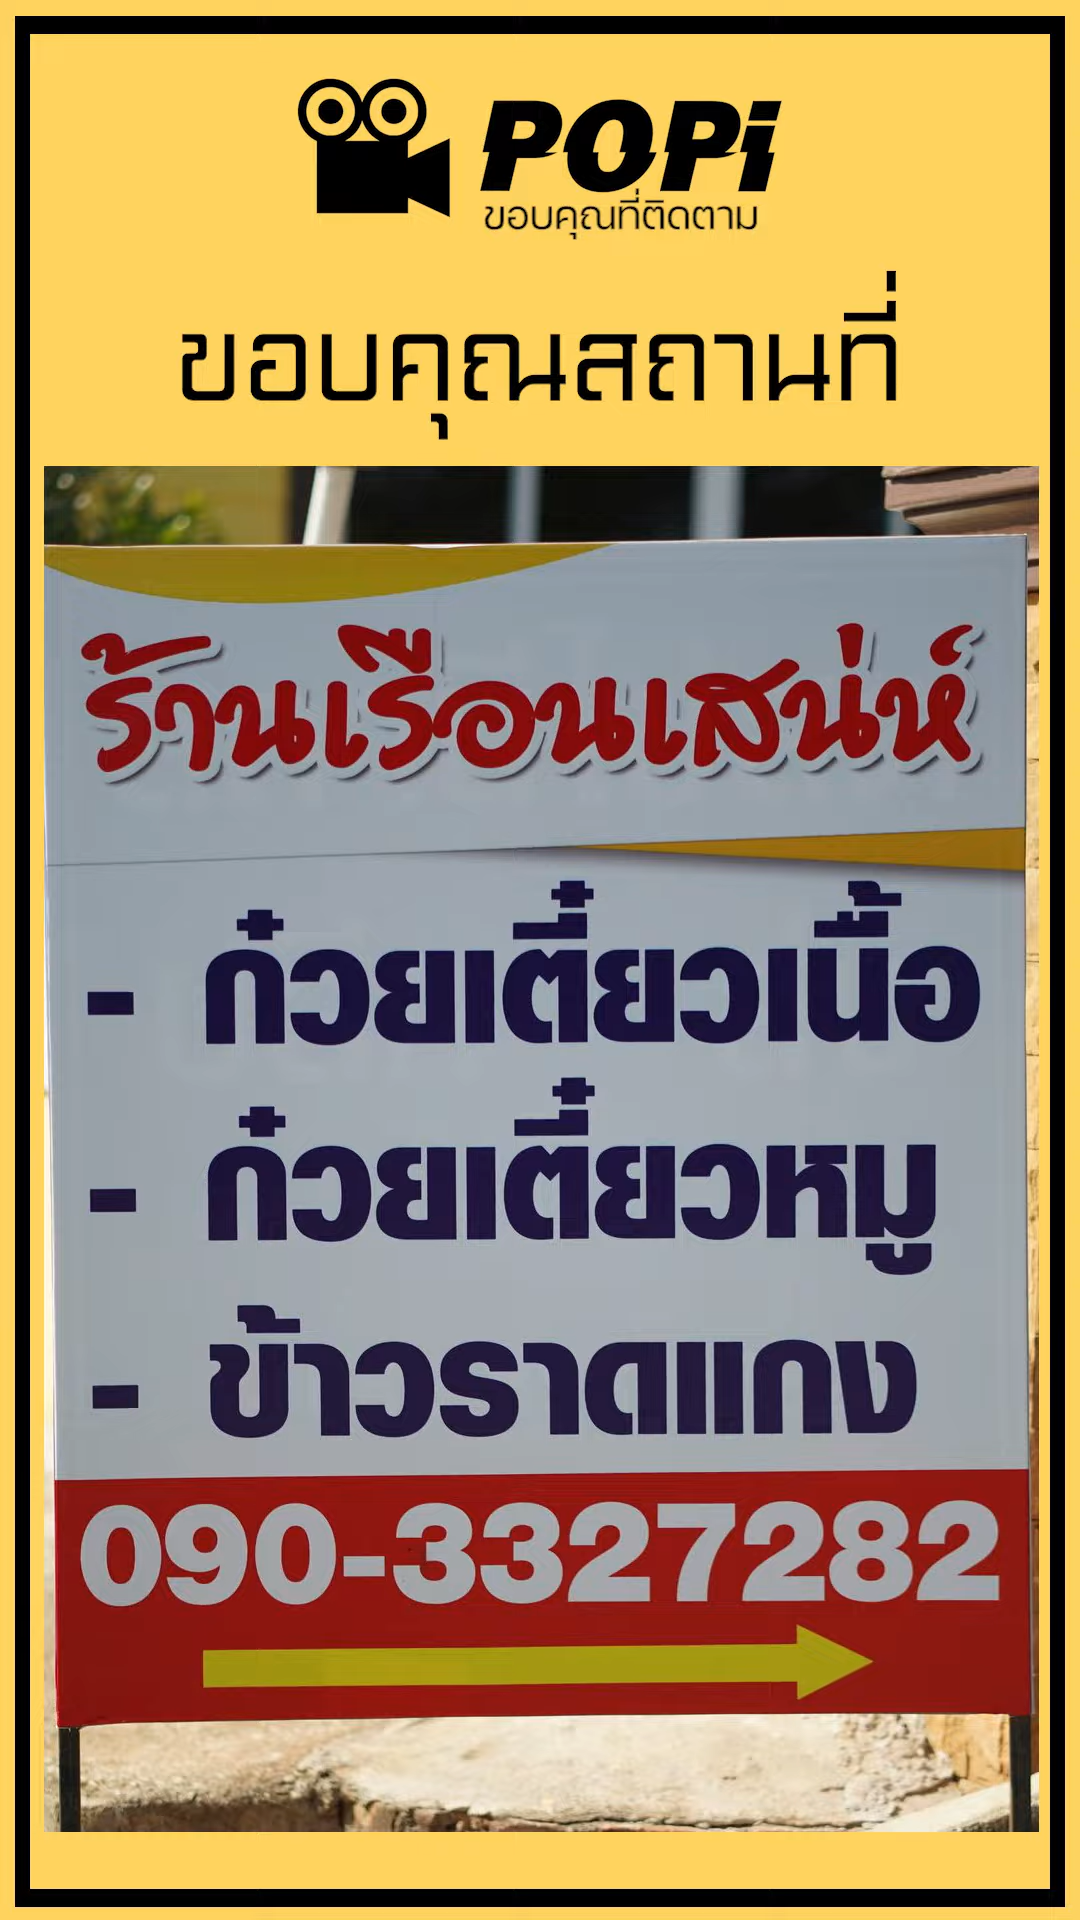 POPi
ขอบคุณที่ติดตาม
ขอบคุณสถานที่
ร้านเรือนเสน่ห์
- ก๋วยเตี๋ยวเนื้อ
- ก๋วยเตี๋ยวหมู
- ข้าวราดแกง
090-3327282